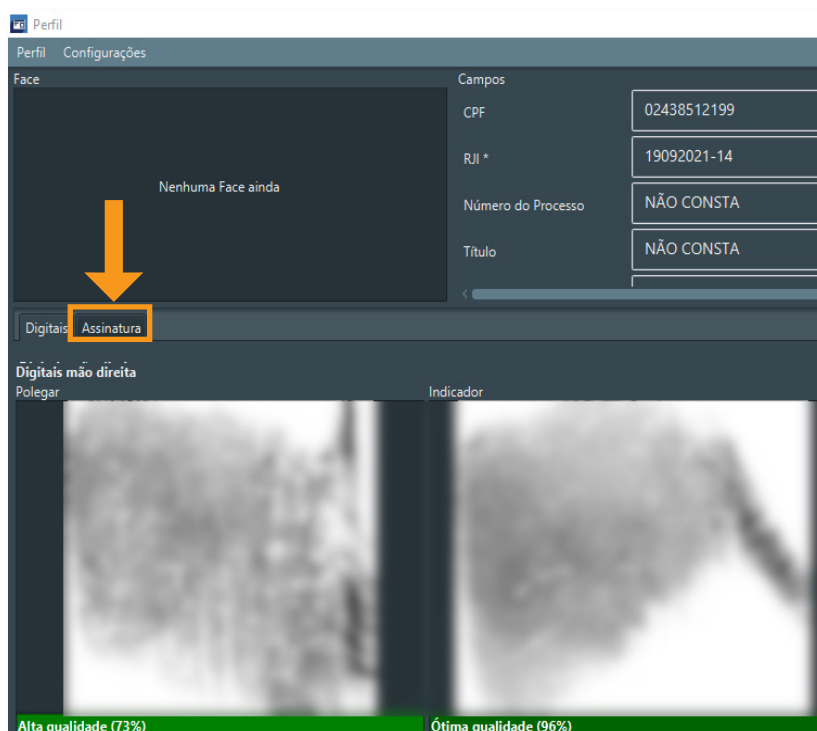 Perfil
Perfil Configurações
Face
Nenhuma Face ainda
Campos
CPF 02438512199
RJI * 19092021-14
Número do Processo NÃO CONSTA
Título NÃO CONSTA
Digitais Assinatura
Digitais mão direita
Polegar Indicador
Alta qualidade (73%) Ótima qualidade (96%)